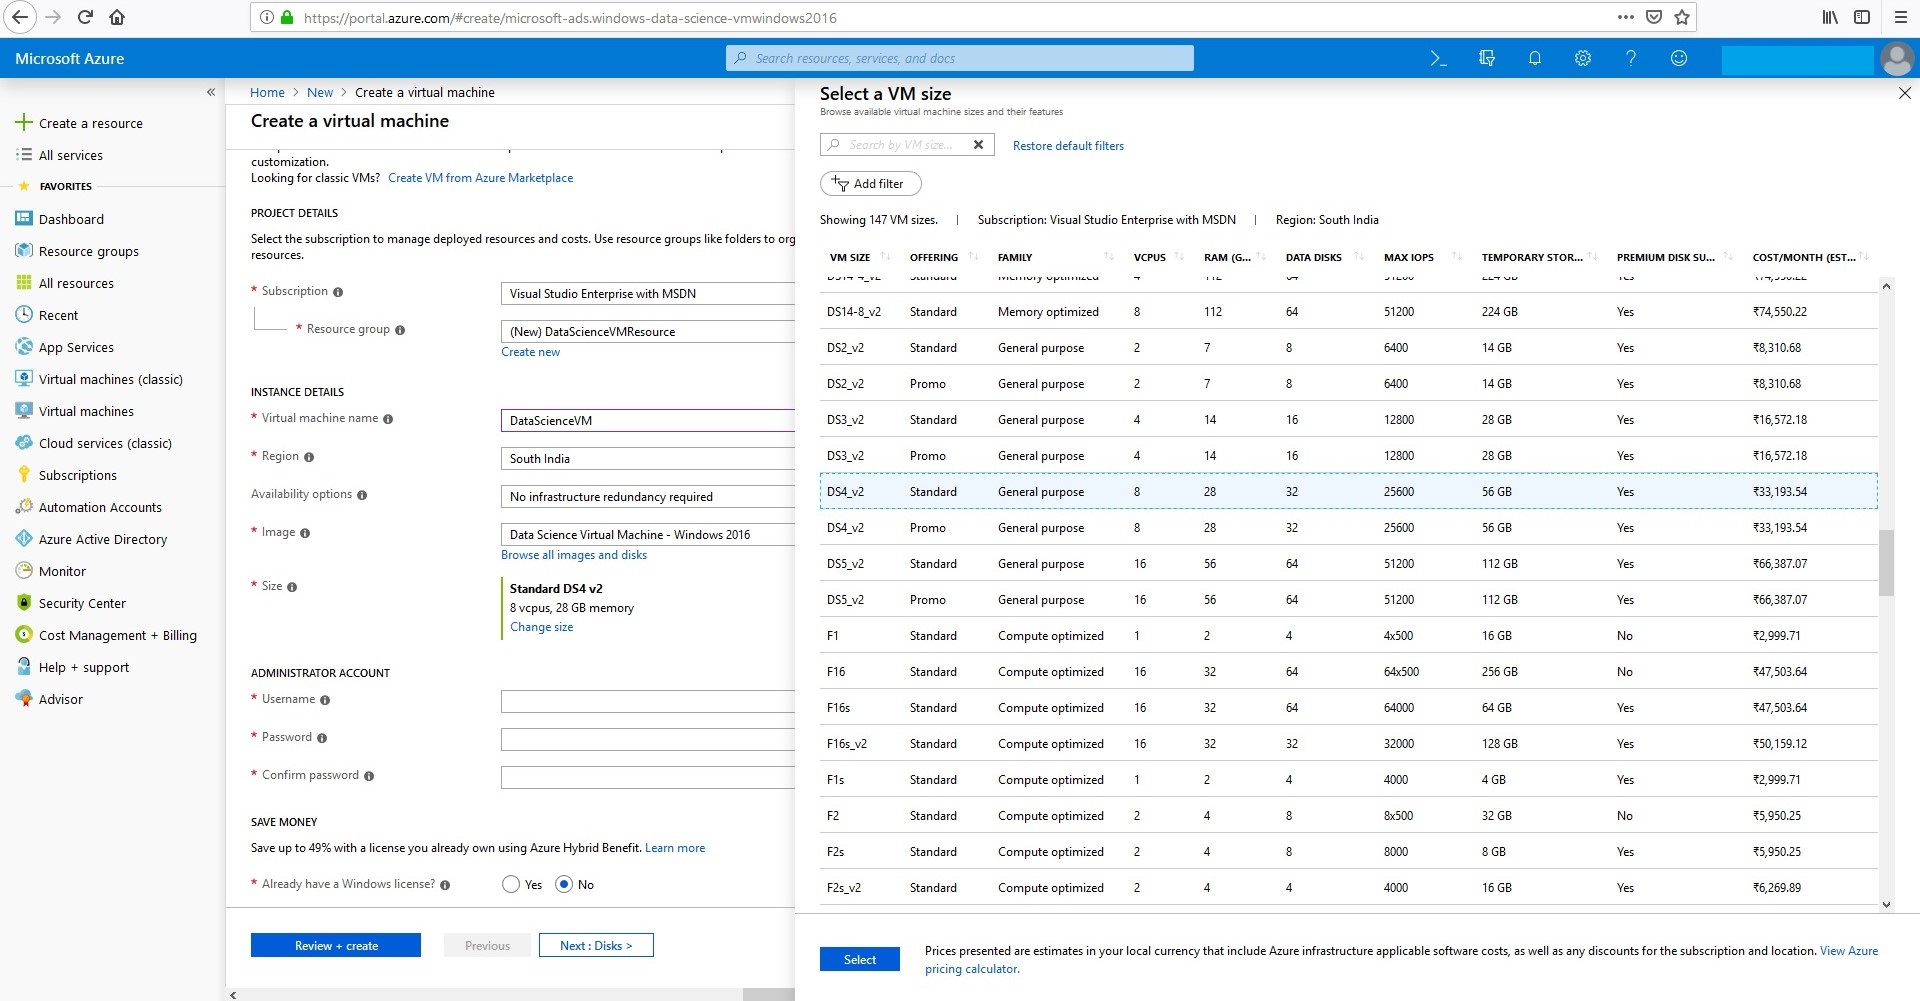 https://portal.azure.com/#create/microsoft-ads.windows-data-science-vmwindows2016
Microsoft Azure
Search resources, services, and docs
Create a resource
All services
FAVORITES
Dashboard
Resource groups
All resources
Recent
App Services
Virtual machines (classic)
Virtual machines
Cloud services (classic)
Subscriptions
Automation Accounts
Azure Active Directory
Monitor
Security Center
Cost Management + Billing
Help + support
Advisor
Home > New > Create a virtual machine
Create a virtual machine
customization.
Looking for classic VMs? Create VM from Azure Marketplace
PROJECT DETAILS
Select the subscription to manage deployed resources and costs. Use resource groups like folders to org
resources.
* Subscription Visual Studio Enterprise with MSDN
* Resource group (New) DataScienceVMResource
Create new
INSTANCE DETAILS
* Virtual machine name DataScienceVM
* Region South India
Availability options No infrastructure redundancy required
* Image Data Science Virtual Machine - Windows 2016
Browse all images and disks
* Size Standard DS4 v2
8 vcpus, 28 GB memory
Change size
ADMINISTRATOR ACCOUNT
* Username
* Password
* Confirm password
SAVE MONEY
Save up to 49% with a license you already own using Azure Hybrid Benefit. Learn more
* Already have a Windows license? Yes No
Review + create Previous Next : Disks >
Select a VM size
Browse available virtual machine sizes and their features
Search by VM size...
Restore default filters
Add filter
Showing 147 VM sizes. | Subscription: Visual Studio Enterprise with MSDN | Region: South India
VM SIZE OFFERING FAMILY VCPUS RAM (G... DATA DISKS MAX IOPS TEMPORARY STOR... PREMIUM DISK SU... COST/MONTH (EST...
DS14-4_v2 Standard Memory optimized 4 112 64 51200 224 GB Yes ₹74,550.22
DS14-8_v2 Standard Memory optimized 8 112 64 51200 224 GB Yes ₹74,550.22
DS2_v2 Standard General purpose 2 7 8 6400 14 GB Yes ₹8,310.68
DS2_v2 Promo General purpose 2 7 8 6400 14 GB Yes ₹8,310.68
DS3_v2 Standard General purpose 4 14 16 12800 28 GB Yes ₹16,572.18
DS3_v2 Promo General purpose 4 14 16 12800 28 GB Yes ₹16,572.18
DS4_v2 Standard General purpose 8 28 32 25600 56 GB Yes ₹33,193.54
DS4_v2 Promo General purpose 8 28 32 25600 56 GB Yes ₹33,193.54
DS5_v2 Standard General purpose 16 56 64 51200 112 GB Yes ₹66,387.07
DS5_v2 Promo General purpose 16 56 64 51200 112 GB Yes ₹66,387.07
F1 Standard Compute optimized 1 2 4 4x500 16 GB No ₹2,999.71
F16 Standard Compute optimized 16 32 64 64x500 256 GB No ₹47,503.64
F16s Standard Compute optimized 16 32 64 64000 64 GB Yes ₹47,503.64
F16s_v2 Standard Compute optimized 16 32 32 32000 128 GB Yes ₹50,159.12
F1s Standard Compute optimized 1 2 4 4000 4 GB Yes ₹2,999.71
F2 Standard Compute optimized 2 4 8 8x500 32 GB No ₹5,950.25
F2s Standard Compute optimized 2 4 8 8000 8 GB Yes ₹5,950.25
F2s_v2 Standard Compute optimized 2 4 4 4000 16 GB Yes ₹6,269.89
Select
Prices presented are estimates in your local currency that include Azure infrastructure applicable software costs, as well as any discounts for the subscription and location. View Azure
pricing calculator.